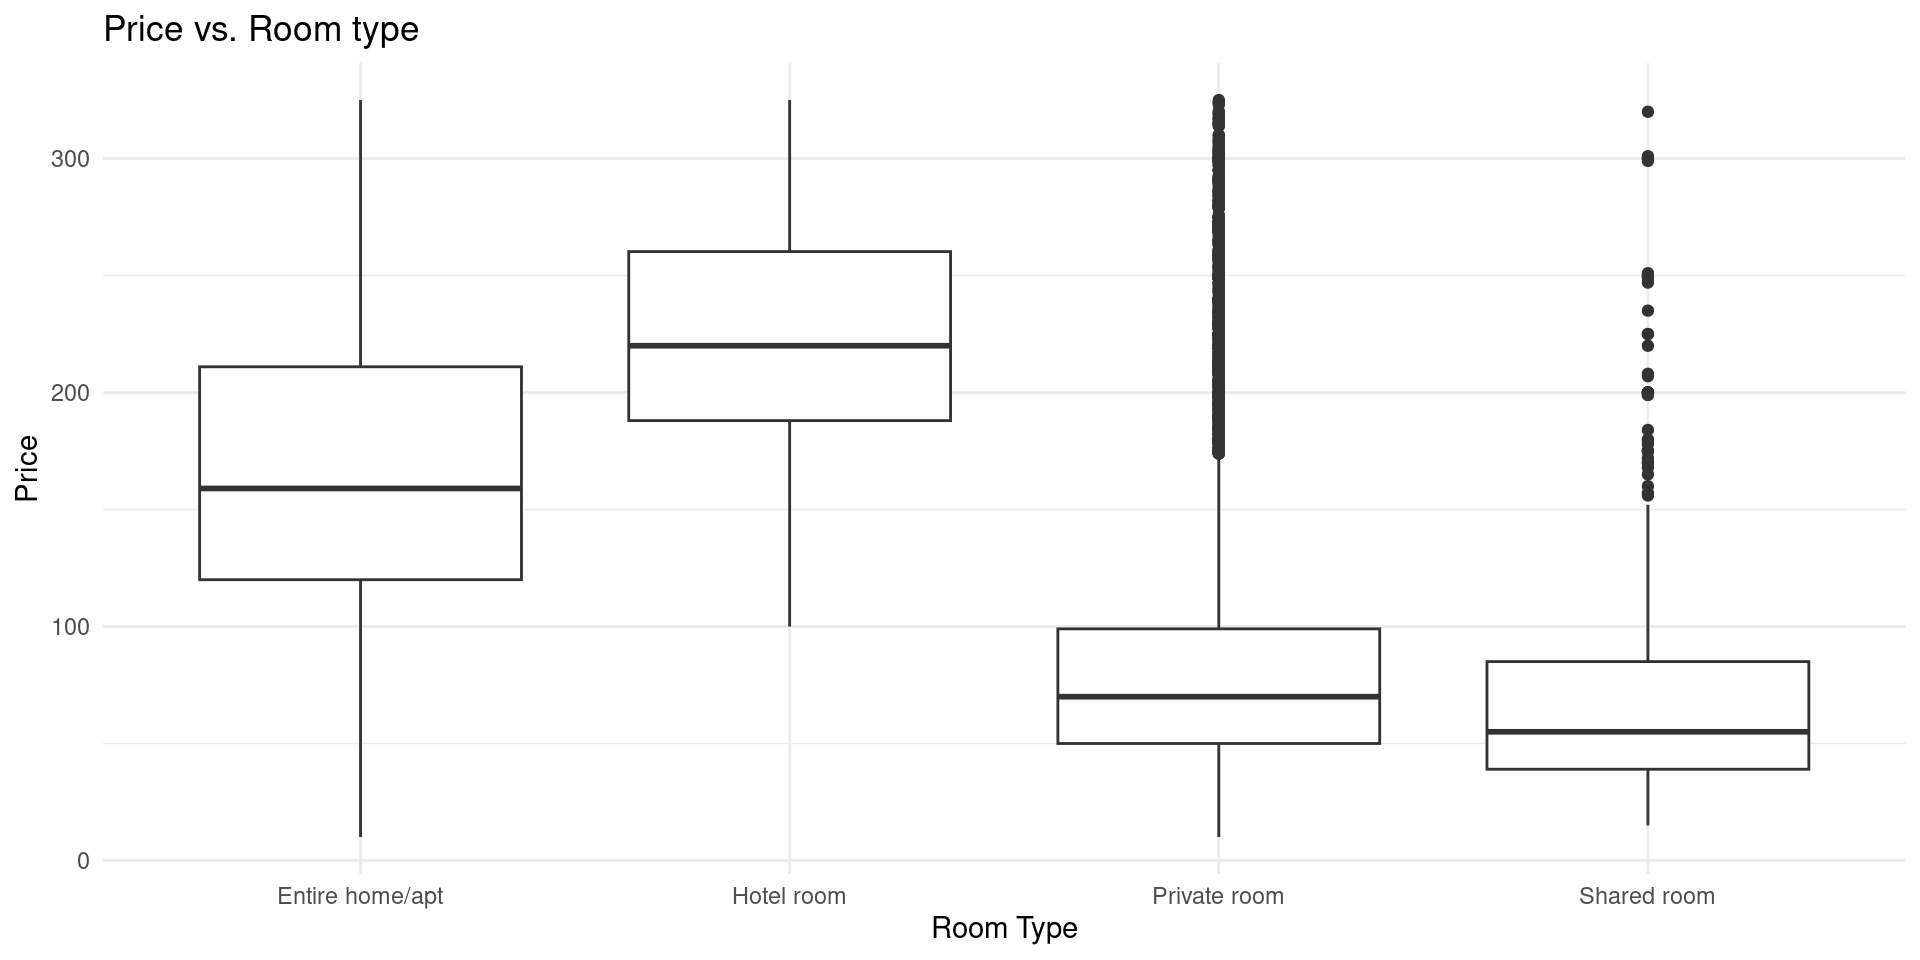 Price vs. Room type
Price
300
200
100
0
Entire home/apt
Hotel room
Private room
Shared room
Room Type